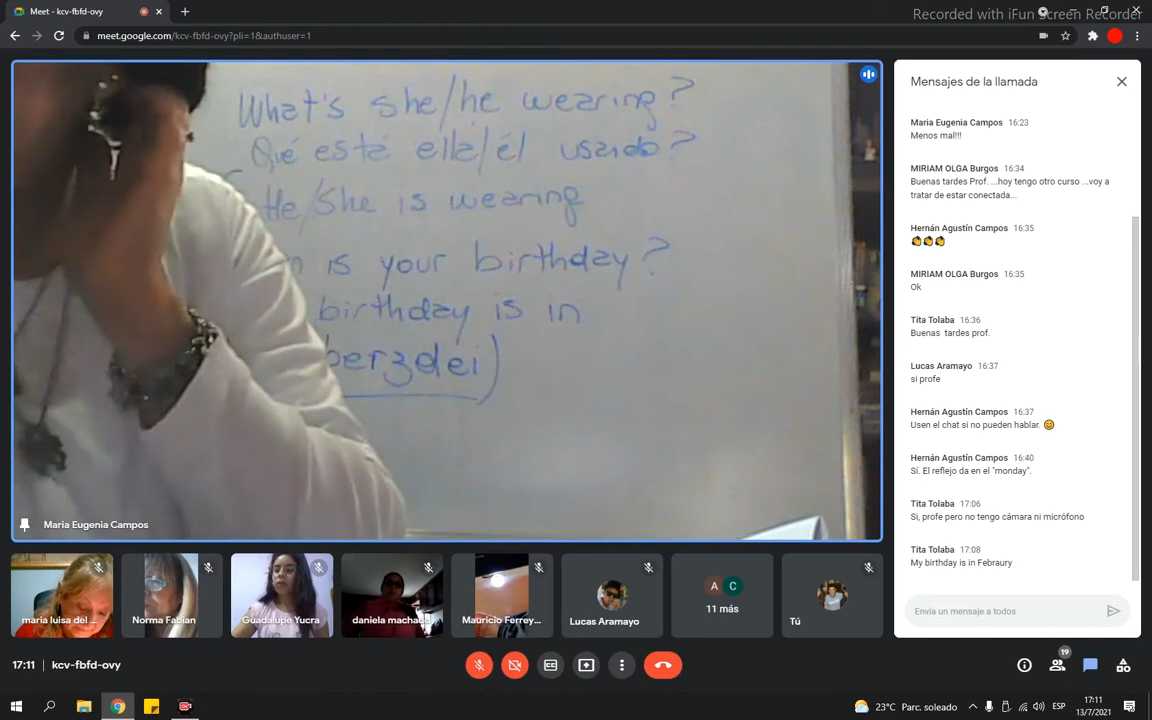 Meet - kcv-fbfd-ovy
Recorded with iFun Screen Recorder
meet.google.com/kcv-fbfd-ovy?pli=1&authuser=1
What's she/he wearing?
Qué está ella/él usando?
He/She is wearing
is your birthday?
birthday is in
berzdei)
Maria Eugenia Campos
maria luisa del ...
Norma Fabian
Guadalupe Yucra
daniela machado
Mauricio Ferrey...
Lucas Aramayo
A C
11 más
Tú
17:11 | kcv-fbfd-ovy
Mensajes de la llamada
Maria Eugenia Campos 16:23
Menos mal!!!
MIRIAM OLGA Burgos 16:34
Buenas tardes Prof. ...hoy tengo otro curso ...voy a
tratar de estar conectada...
Hernán Agustín Campos 16:35
👏👏👏
MIRIAM OLGA Burgos 16:35
Ok
Tita Tolaba 16:36
Buenas tardes prof.
Lucas Aramayo 16:37
si profe
Hernán Agustín Campos 16:37
Usen el chat si no pueden hablar. 😊
Hernán Agustín Campos 16:40
Sí. El reflejo da en el "monday".
Tita Tolaba 17:06
Si, profe pero no tengo cámara ni micrófono
Tita Tolaba 17:08
My birthday is in Febraury
Envía un mensaje a todos
19
23°C Parc. soleado
ESP
17:11
13/7/2021